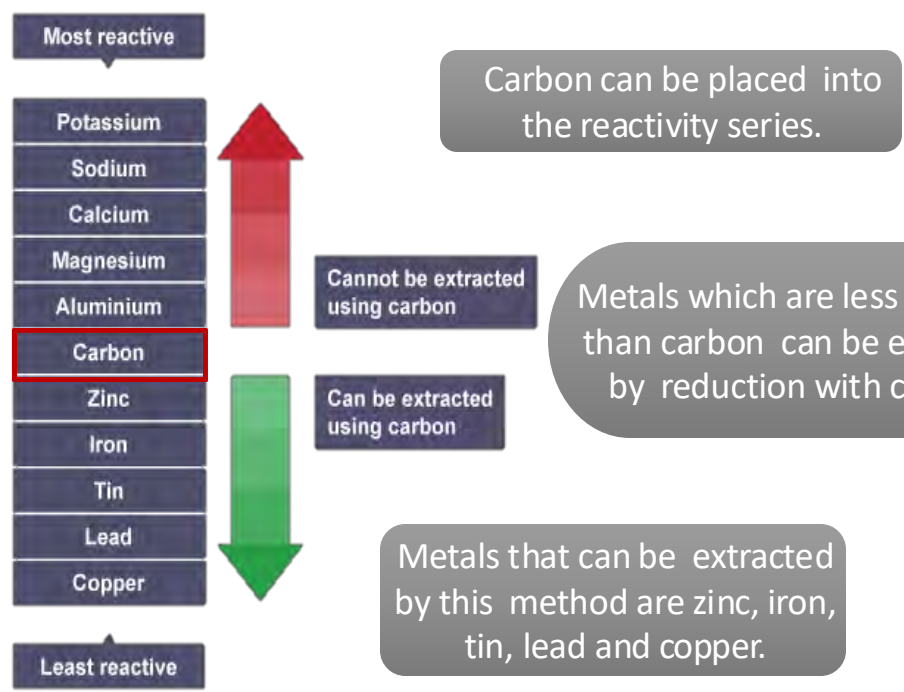 Most reactive
Potassium
Sodium
Calcium
Magnesium
Aluminium
Carbon
Zinc
Iron
Tin
Lead
Copper
Least reactive
Cannot be extracted
using carbon
Can be extracted
using carbon
Carbon can be placed into
the reactivity series.
Metals which are less
than carbon can be
by reduction with
Metals that can be extracted
by this method are zinc, iron,
tin, lead and copper.